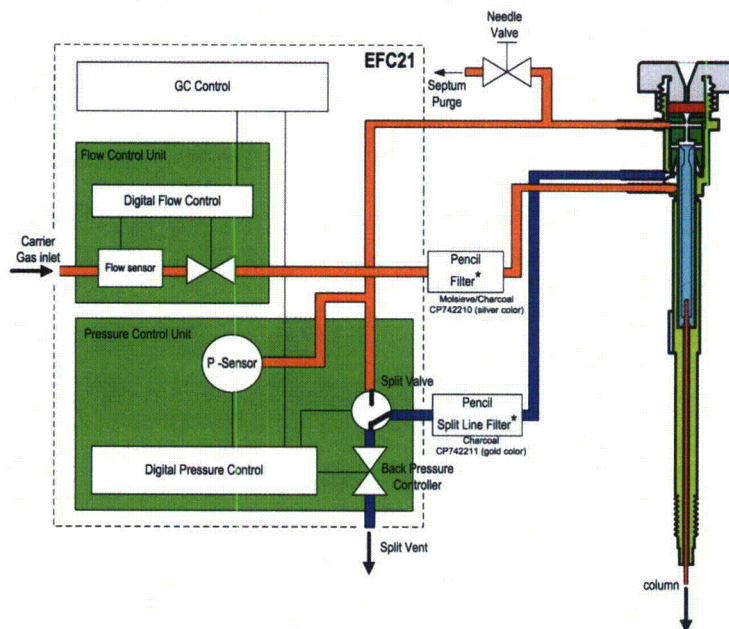 Needle
Valve
EFC21
Septum
Purge
GC Control
Flow Control Unit
Digital Flow Control
Carrier
Gas inlet
Flow sensor
Pencil
Filter*
Molsieve/Charcoal
CP742210 (silver color)
Pressure Control Unit
P -Sensor
Split Valve
Pencil
Split Line Filter*
Charcoal
CP742211 (gold color)
Digital Pressure Control
Back Pressure
Controller
Split Vent
column